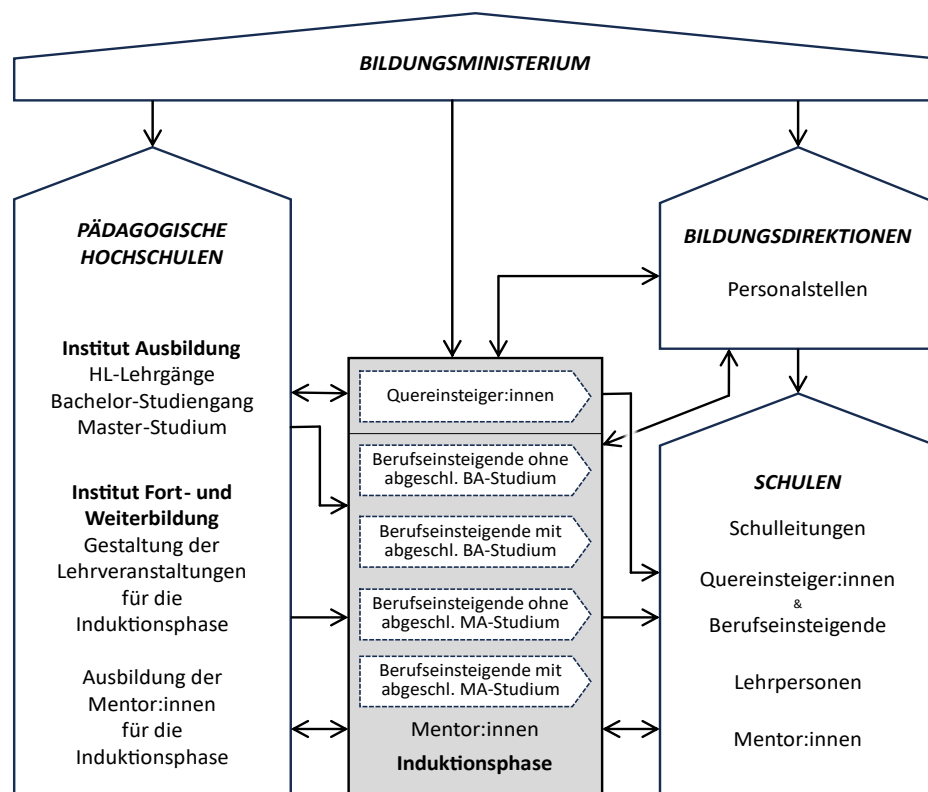 BILDUNGSMINISTERIUM
PÄDAGOGISCHE
HOCHSCHULEN
Institut Ausbildung
HL-Lehrgänge
Bachelor-Studiengang
Master-Studium
Institut Fort- und
Weiterbildung
Gestaltung der
Lehrveranstaltungen
für die
Induktionsphase
Ausbildung der
Mentor:innen
für die
Induktionsphase
Quereinsteiger:innen
Berufseinsteigende ohne
abgeschl. BA-Studium
Berufseinsteigende mit
abgeschl. BA-Studium
Berufseinsteigende ohne
abgeschl. MA-Studium
Berufseinsteigende mit
abgeschl. MA-Studium
Mentor:innen
Induktionsphase
BILDUNGSDIREKTIONEN
Personalstellen
SCHULEN
Schulleitungen
Quereinsteiger:innen
&
Berufseinsteigende
Lehrpersonen
Mentor:innen